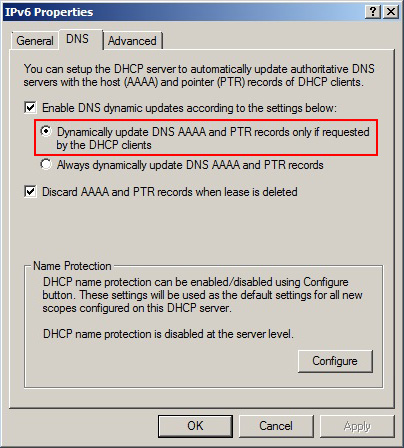 IPv6 Properties
General
DNS
Advanced
You can setup the DHCP server to automatically update authoritative DNS
servers with the host (AAAA) and pointer (PTR) records of DHCP clients.
Enable DNS dynamic updates according to the settings below:
Dynamically update DNS AAAA and PTR records only if requested
by the DHCP clients
Always dynamically update DNS AAAA and PTR records
Discard AAAA and PTR records when lease is deleted
Name Protection
DHCP name protection can be enabled/disabled using Configure
button. These settings will be used as the default settings for all new
scopes configured on this DHCP server.
DHCP name protection is disabled at the server level.
Configure
OK
Cancel
Apply